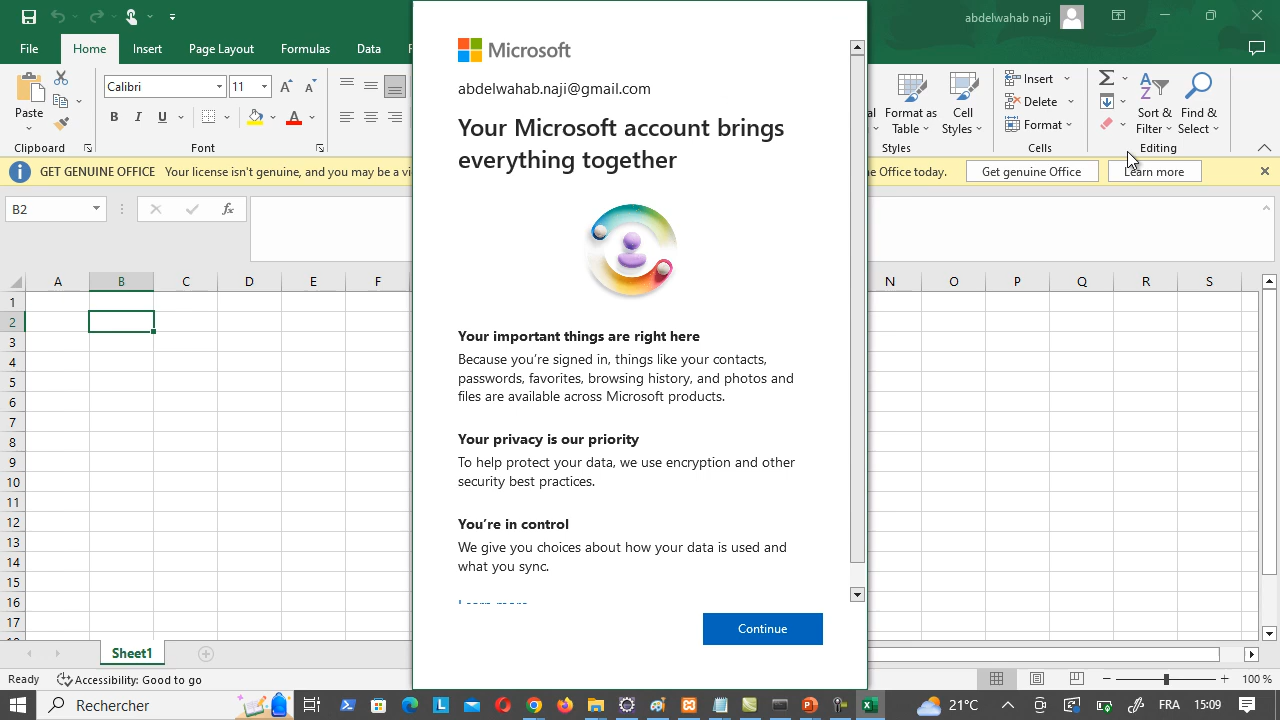 abdelwahab naji
File Home Insert Page Layout Formulas Data
Paste
Clipboard
Calibri 11
B I U
A A
Font
Format as Table
Cell Styles
Styles
Insert
Delete
Format
Cells
Sort & Filter
Find & Select
Editing
GET GENUINE OFFICE Your license isn't genuine, and you may be a vi
ne Office today. Get genuine Office Learn more
B2 fx
A B C D E F N O P Q R S
1
2
3
4
5
6
7
8
9
10
11
12
13
14
15
16
17
Microsoft
abdelwahab.naji@gmail.com
Your Microsoft account brings
everything together
Your important things are right here
Because you're signed in, things like your contacts,
passwords, favorites, browsing history, and photos and
files are available across Microsoft products.
Your privacy is our priority
To help protect your data, we use encryption and other
security best practices.
You're in control
We give you choices about how your data is used and
what you sync.
Learn more
Continue
Sheet1
Ready Accessibility: Good to go 100 %
Rechercher 21°C FRA 15:09